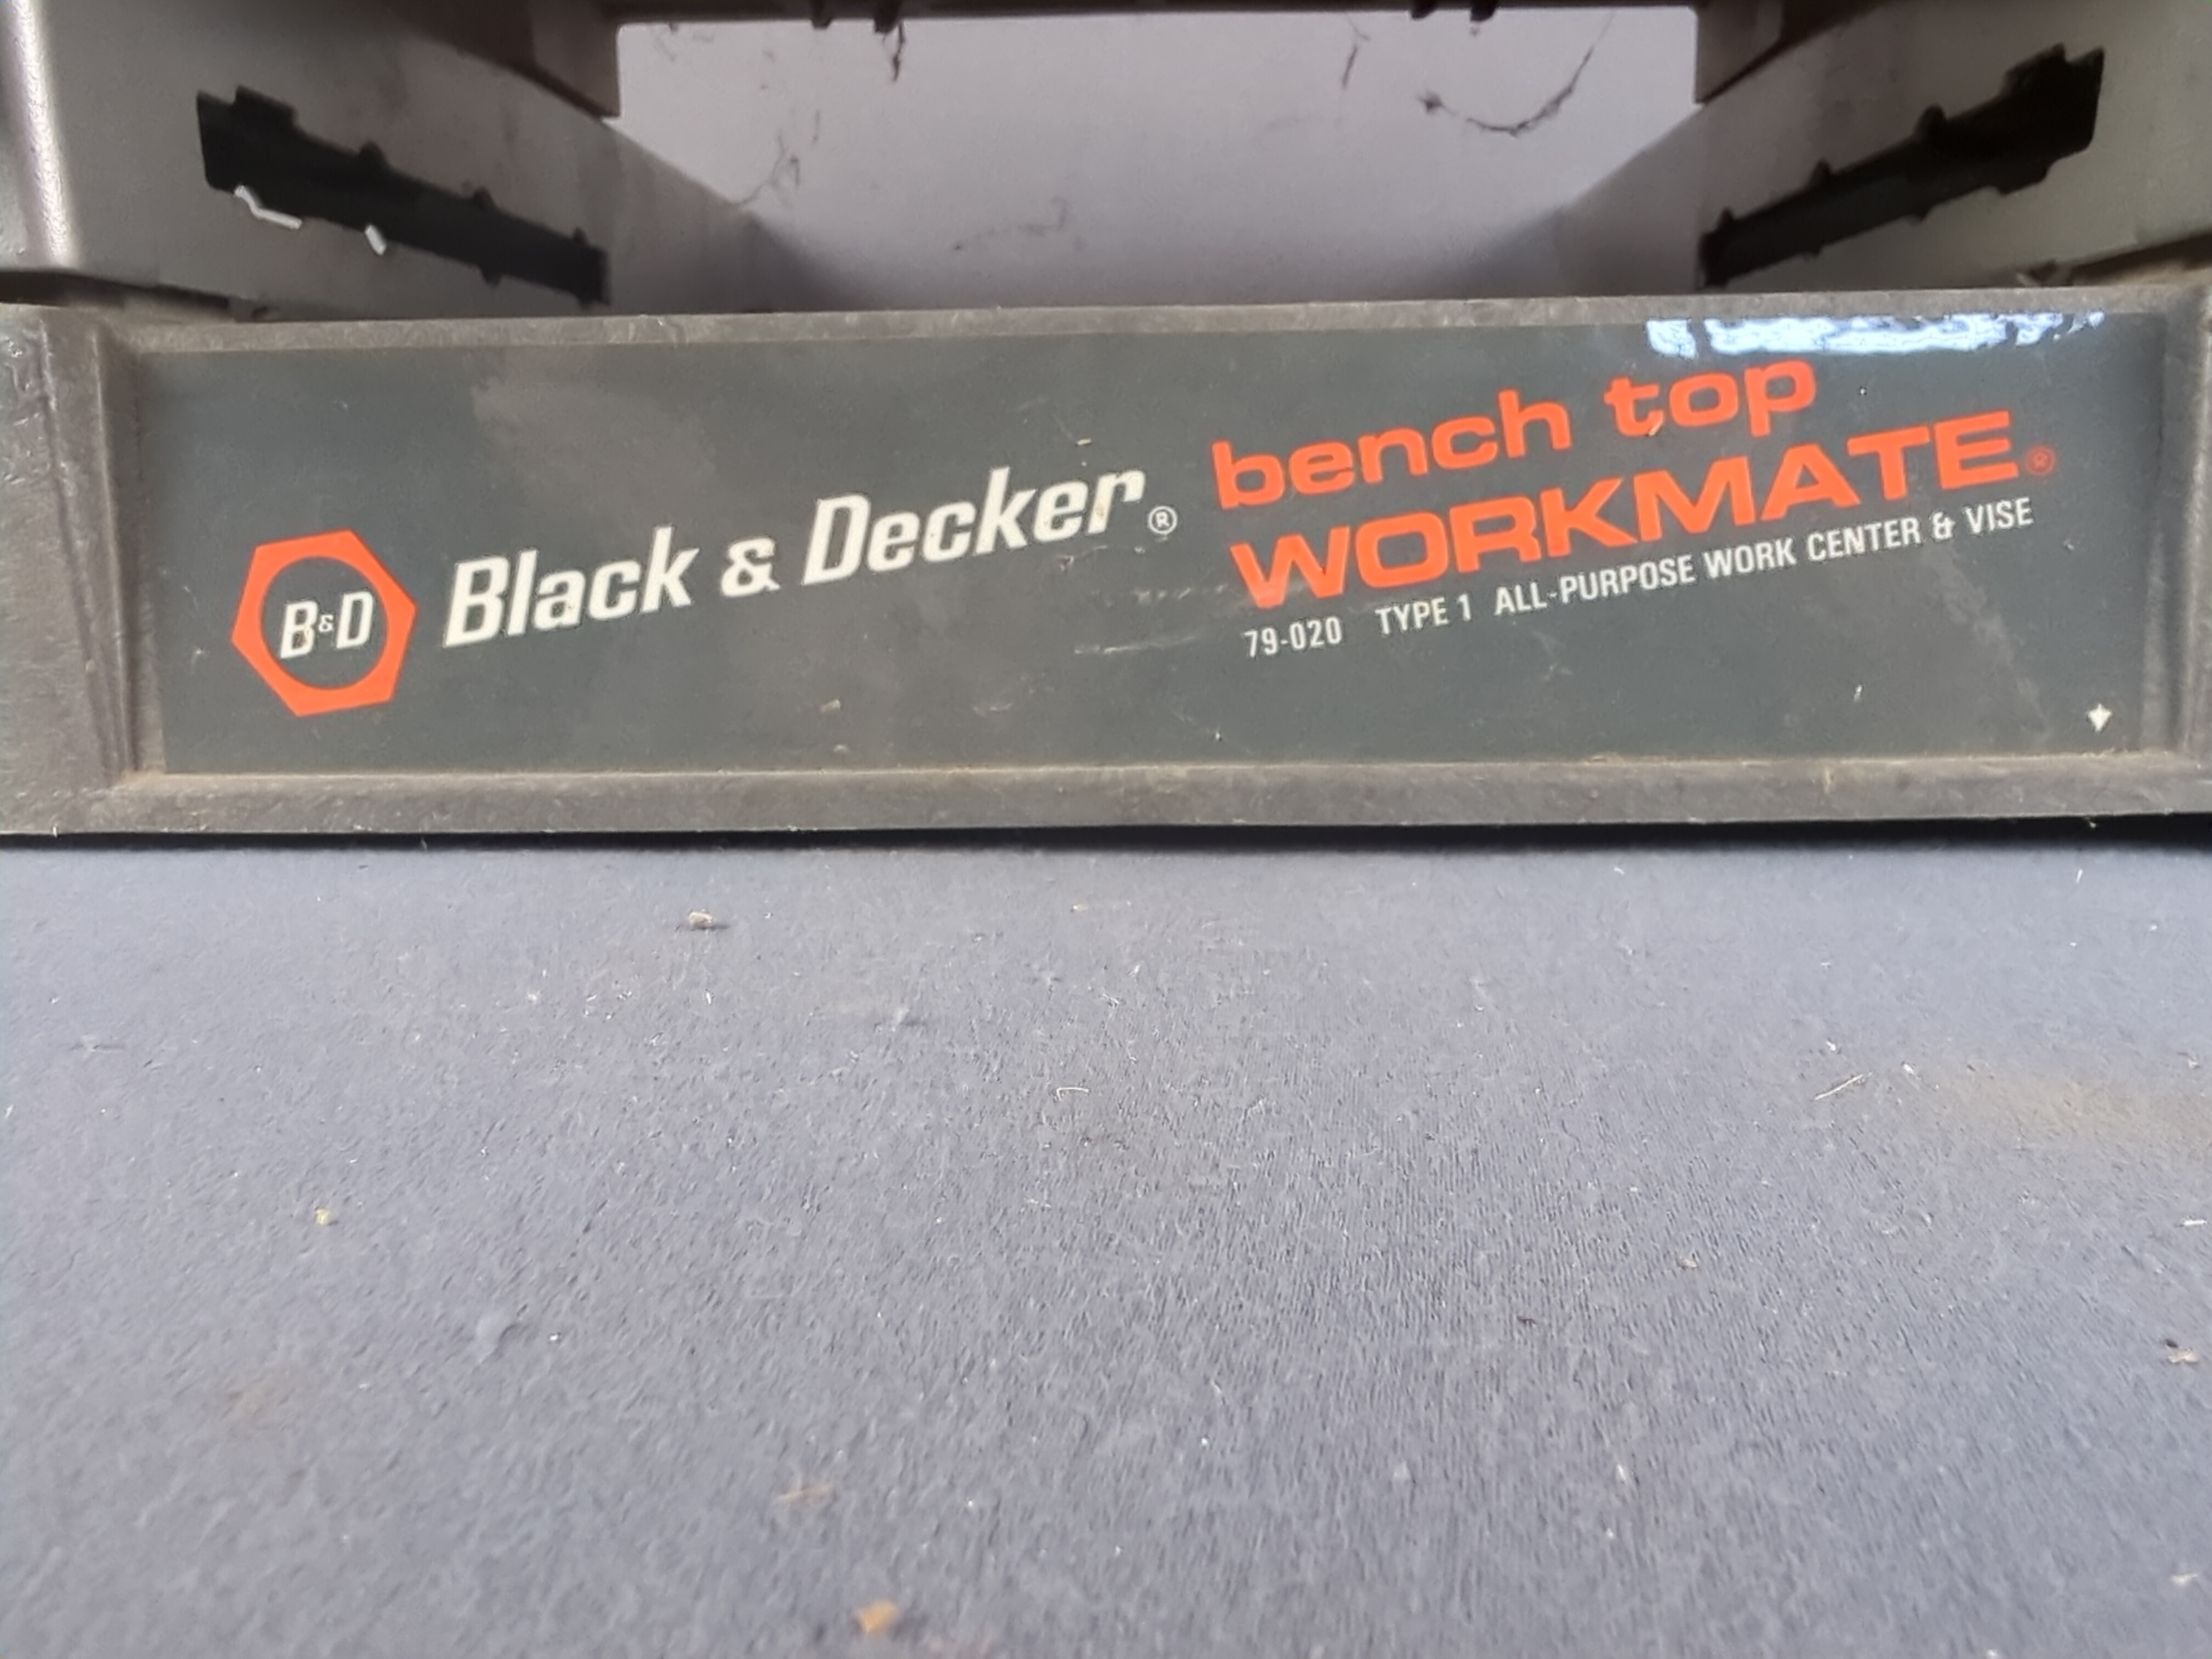 B&D Black & Decker®
bench top
WORKMATE®
79-020 TYPE 1 ALL-PURPOSE WORK CENTER & VISE